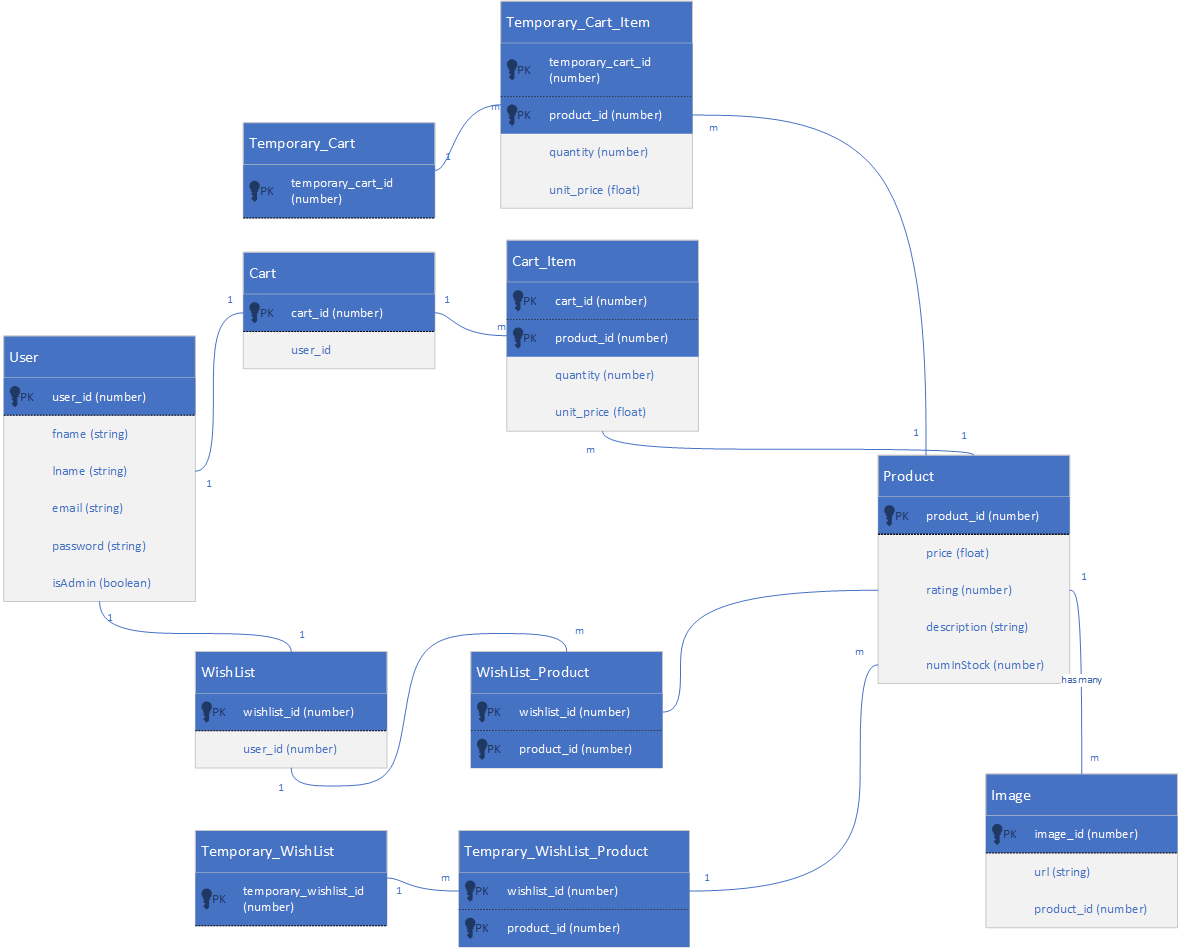 Temporary_Cart_Item
PK temporary_cart_id
(number)
PK product_id (number)
quantity (number)
unit_price (float)
m
m
1
Temporary_Cart
PK temporary_cart_id
(number)
Cart
PK cart_id (number)
user_id
1
1
m
Cart_Item
PK cart_id (number)
PK product_id (number)
quantity (number)
unit_price (float)
m
1
1
User
PK user_id (number)
fname (string)
lname (string)
email (string)
password (string)
isAdmin (boolean)
1
1
1
Product
PK product_id (number)
price (float)
rating (number)
description (string)
numInStock (number)
1
has many
m
m
m
WishList
PK wishlist_id (number)
user_id (number)
1
WishList_Product
PK wishlist_id (number)
PK product_id (number)
Image
PK image_id (number)
url (string)
product_id (number)
Temporary_WishList
PK temporary_wishlist_id
(number)
1
m
Temprary_WishList_Product
PK wishlist_id (number)
PK product_id (number)
1